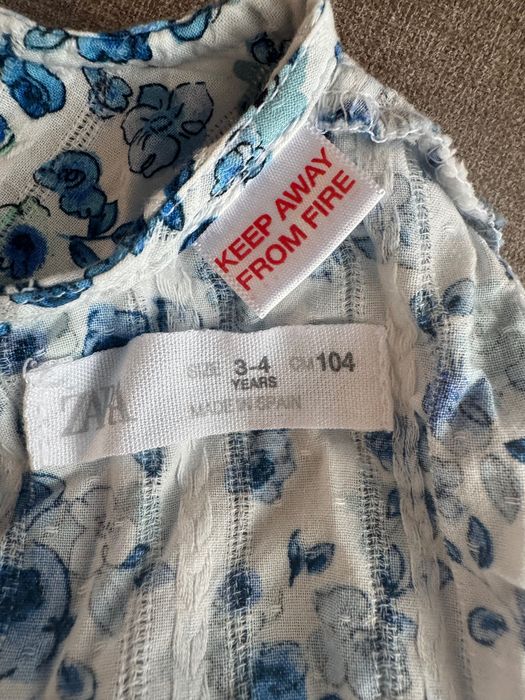 KEEP AWAY
FROM FIRE
ZARA
SIZE 3-4 YEARS CM 104
MADE IN SPAIN